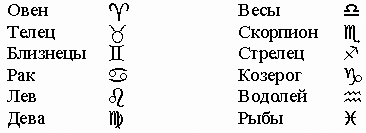 Овен ♈ Весы ♎
Телец ♉ Скорпион ♏
Близнецы ♊ Стрелец ♐
Рак ♋ Козерог ♑
Лев ♌ Водолей ♒
Дева ♍ Рыбы ♓